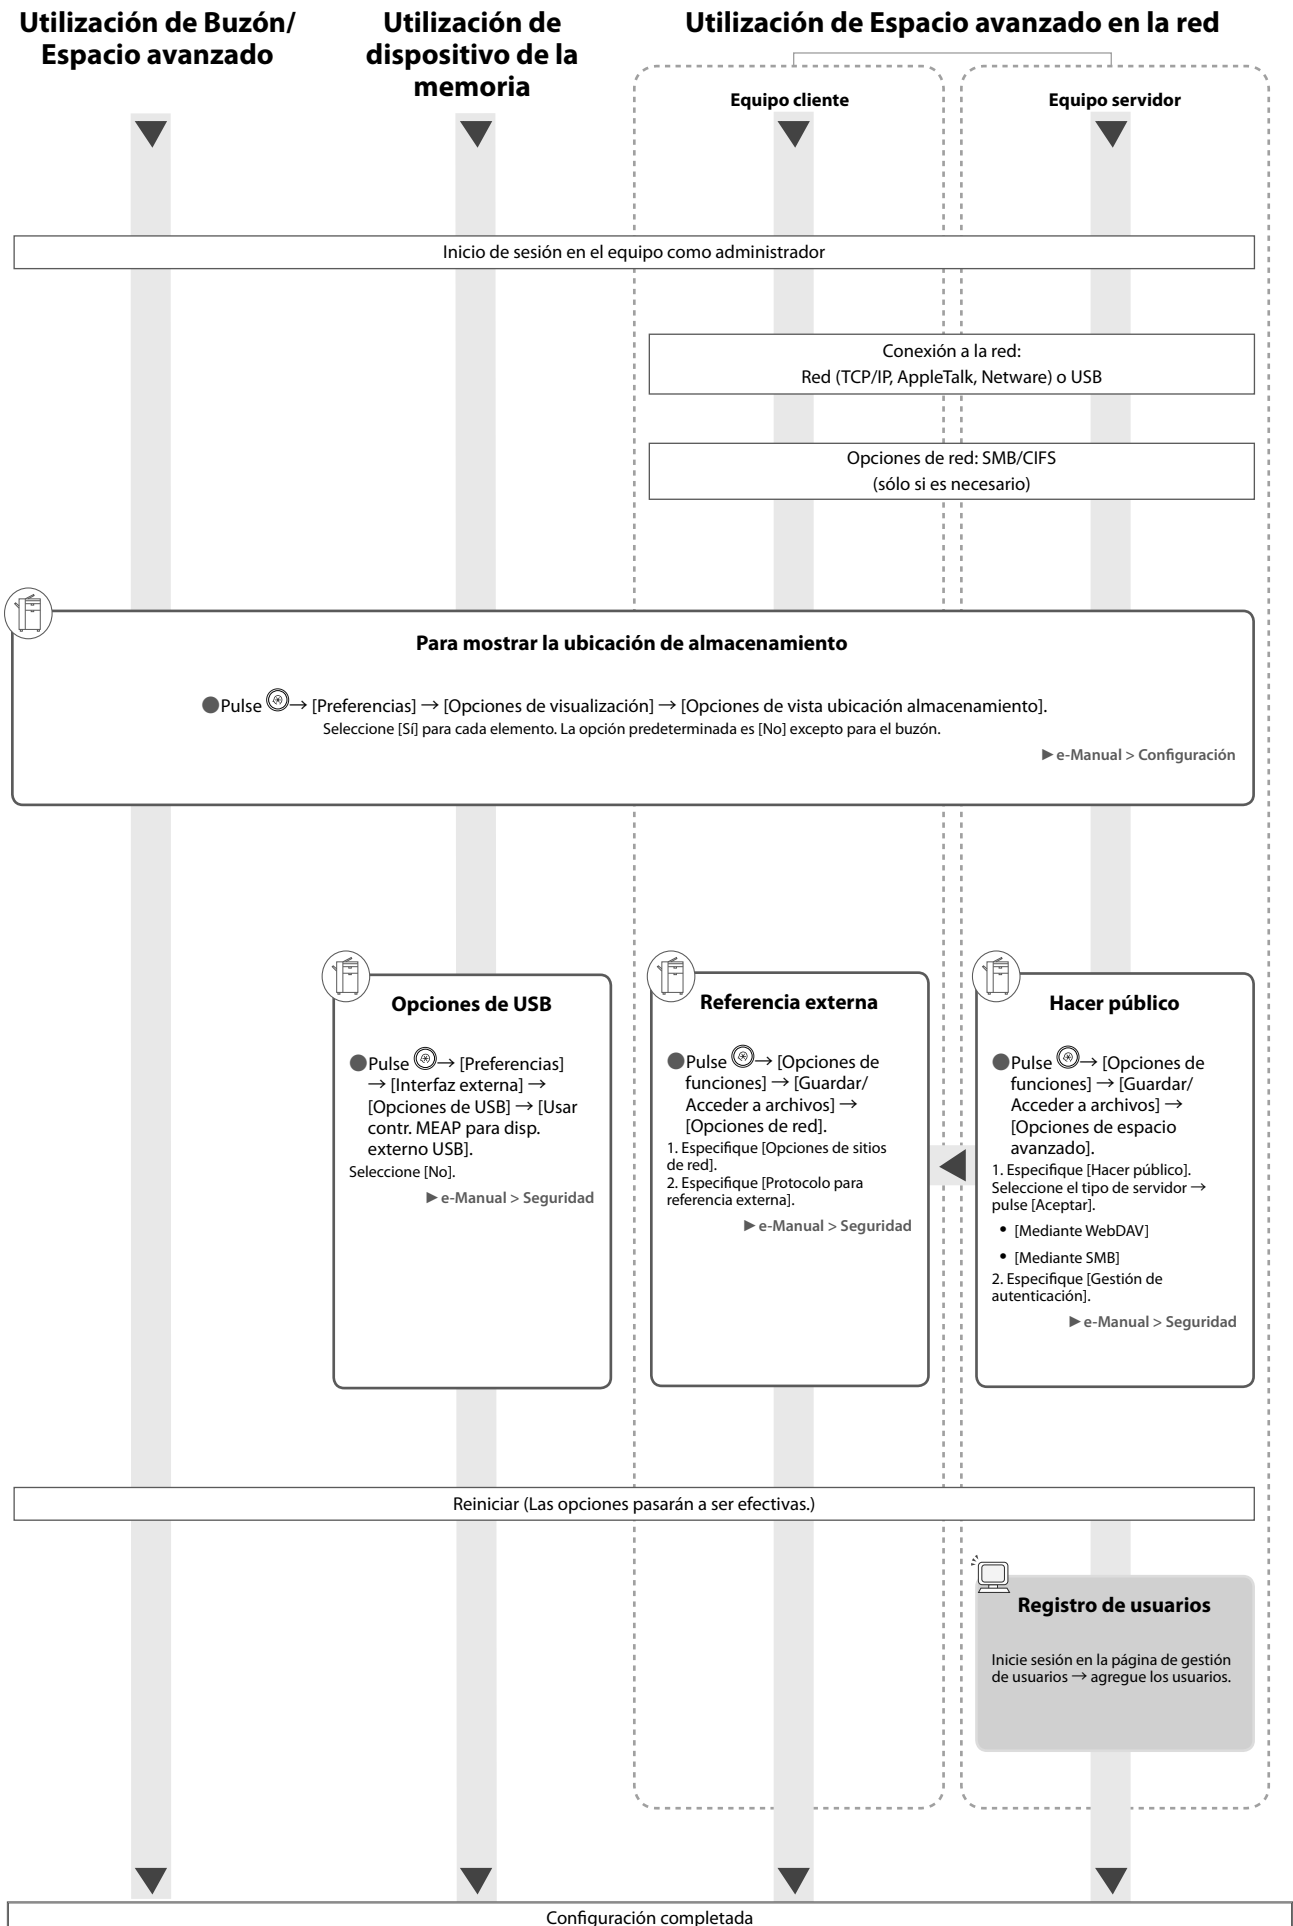 Utilización de Buzón/
Espacio avanzado
Utilización de
dispositivo de la
memoria
Utilización de Espacio avanzado en la red
Equipo cliente
Equipo servidor
Inicio de sesión en el equipo como administrador
Conexión a la red:
Red (TCP/IP, AppleTalk, Netware) o USB
Opciones de red: SMB/CIFS
(sólo si es necesario)
Para mostrar la ubicación de almacenamiento
●Pulse → [Preferencias] → [Opciones de visualización] → [Opciones de vista ubicación almacenamiento].
Seleccione [Sí] para cada elemento. La opción predeterminada es [No] excepto para el buzón.
►e-Manual > Configuración
Opciones de USB
●Pulse → [Preferencias]
→ [Interfaz externa] →
[Opciones de USB] → [Usar
contr. MEAP para disp.
externo USB].
Seleccione [No].
►e-Manual > Seguridad
Referencia externa
●Pulse → [Opciones de
funciones] → [Guardar/
Acceder a archivos] →
[Opciones de red].
1. Especifique [Opciones de sitios
de red].
2. Especifique [Protocolo para
referencia externa].
►e-Manual > Seguridad
Hacer público
●Pulse → [Opciones de
funciones] → [Guardar/
Acceder a archivos] →
[Opciones de espacio
avanzado].
1. Especifique [Hacer público].
Seleccione el tipo de servidor →
pulse [Aceptar].
• [Mediante WebDAV]
• [Mediante SMB]
2. Especifique [Gestión de
autenticación].
►e-Manual > Seguridad
Reiniciar (Las opciones pasarán a ser efectivas.)
Registro de usuarios
Inicie sesión en la página de gestión
de usuarios → agregue los usuarios.
Configuración completada